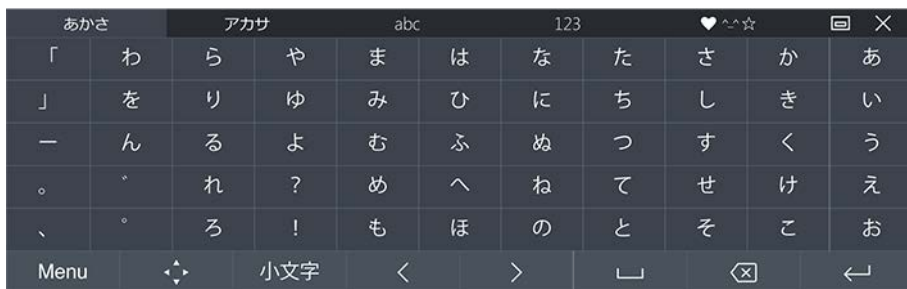 あかさ アカサ abc 123 ♥ ^_^ ☆
「 わ ら や ま は な た さ か あ
」 を り ゆ み ひ に ち し き い
ー ん る よ む ふ ぬ つ す く う
。 ゛ れ ? め へ ね て せ け え
、 ゜ ろ ! も ほ の と そ こ お
Menu 小文字 < >